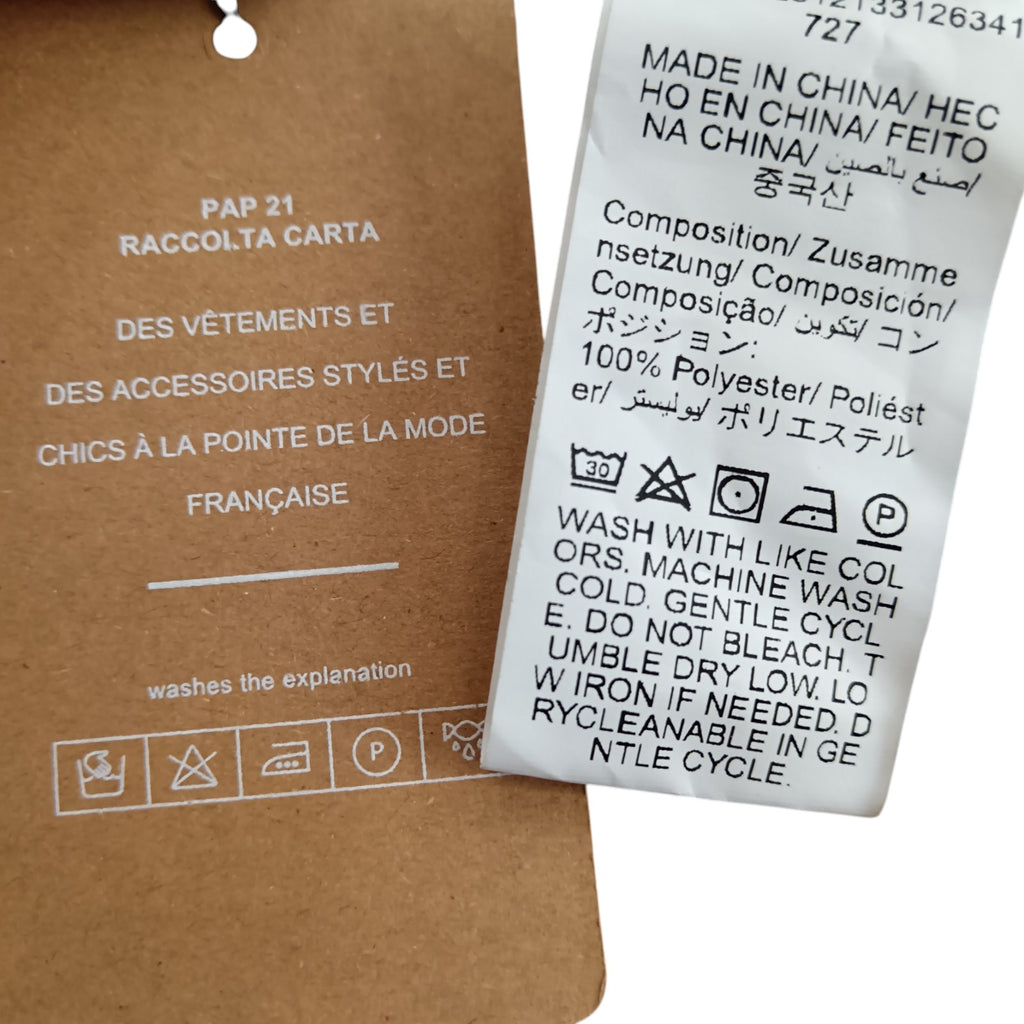 PAP 21
RACCOLTA CARTA
DES VÊTEMENTS ET
DES ACCESSOIRES STYLÉS ET
CHICS À LA POINTE DE LA MODE
FRANÇAISE
washes the explanation
P
727
MADE IN CHINA/ HEC
HO EN CHINA/ FEITO
NA CHINA/ صنع بالصين/
중국산
Composition/ Zusamme
nsetzung/ Composición/
Composição/ تكوين/ コン
ポジション:
100% Polyester/ Poliést
er/ بوليستر/ ポリエステル
30 P
WASH WITH LIKE COL
ORS. MACHINE WASH
COLD. GENTLE CYCL
E. DO NOT BLEACH. T
UMBLE DRY LOW. LO
W IRON IF NEEDED. D
RYCLEANABLE IN GE
NTLE CYCLE.